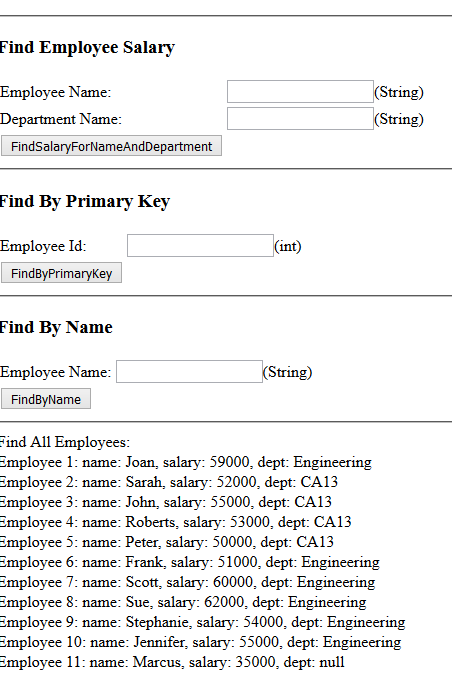 Find Employee Salary
Employee Name: (String)
Department Name: (String)
FindSalaryForNameAndDepartment
Find By Primary Key
Employee Id: (int)
FindByPrimaryKey
Find By Name
Employee Name: (String)
FindByName
Find All Employees:
Employee 1: name: Joan, salary: 59000, dept: Engineering
Employee 2: name: Sarah, salary: 52000, dept: CA13
Employee 3: name: John, salary: 55000, dept: CA13
Employee 4: name: Roberts, salary: 53000, dept: CA13
Employee 5: name: Peter, salary: 50000, dept: CA13
Employee 6: name: Frank, salary: 51000, dept: Engineering
Employee 7: name: Scott, salary: 60000, dept: Engineering
Employee 8: name: Sue, salary: 62000, dept: Engineering
Employee 9: name: Stephanie, salary: 54000, dept: Engineering
Employee 10: name: Jennifer, salary: 55000, dept: Engineering
Employee 11: name: Marcus, salary: 35000, dept: null